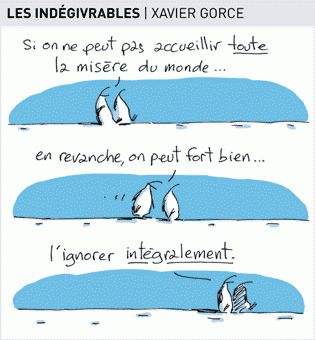 LES INDÉGIVRABLES | XAVIER GORCE
Si on ne peut pas accueillir toute
la misère du monde...
en revanche, on peut fort bien...
...
l'ignorer intégralement.